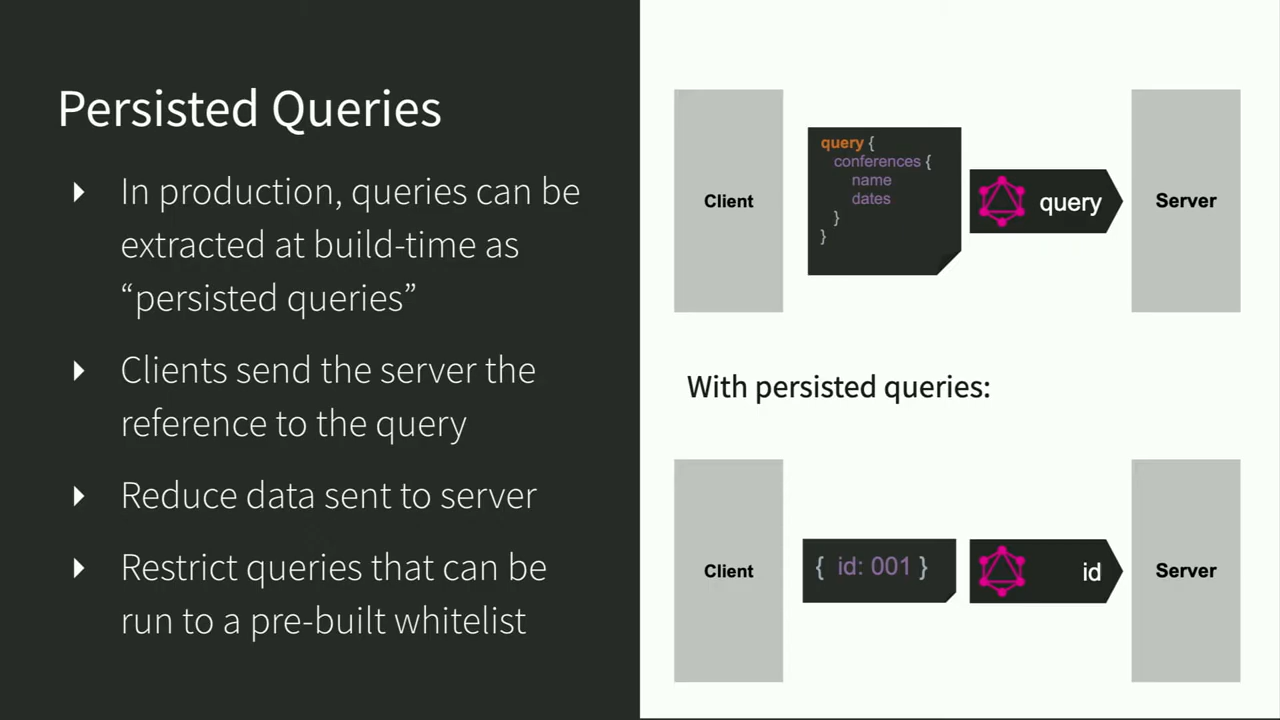 Persisted Queries
In production, queries can be
extracted at build-time as
“persisted queries”
Clients send the server the
reference to the query
Reduce data sent to server
Restrict queries that can be
run to a pre-built whitelist
Client
query {
conferences {
name
dates
}
}
query
Server
With persisted queries:
Client
{ id: 001 }
id
Server